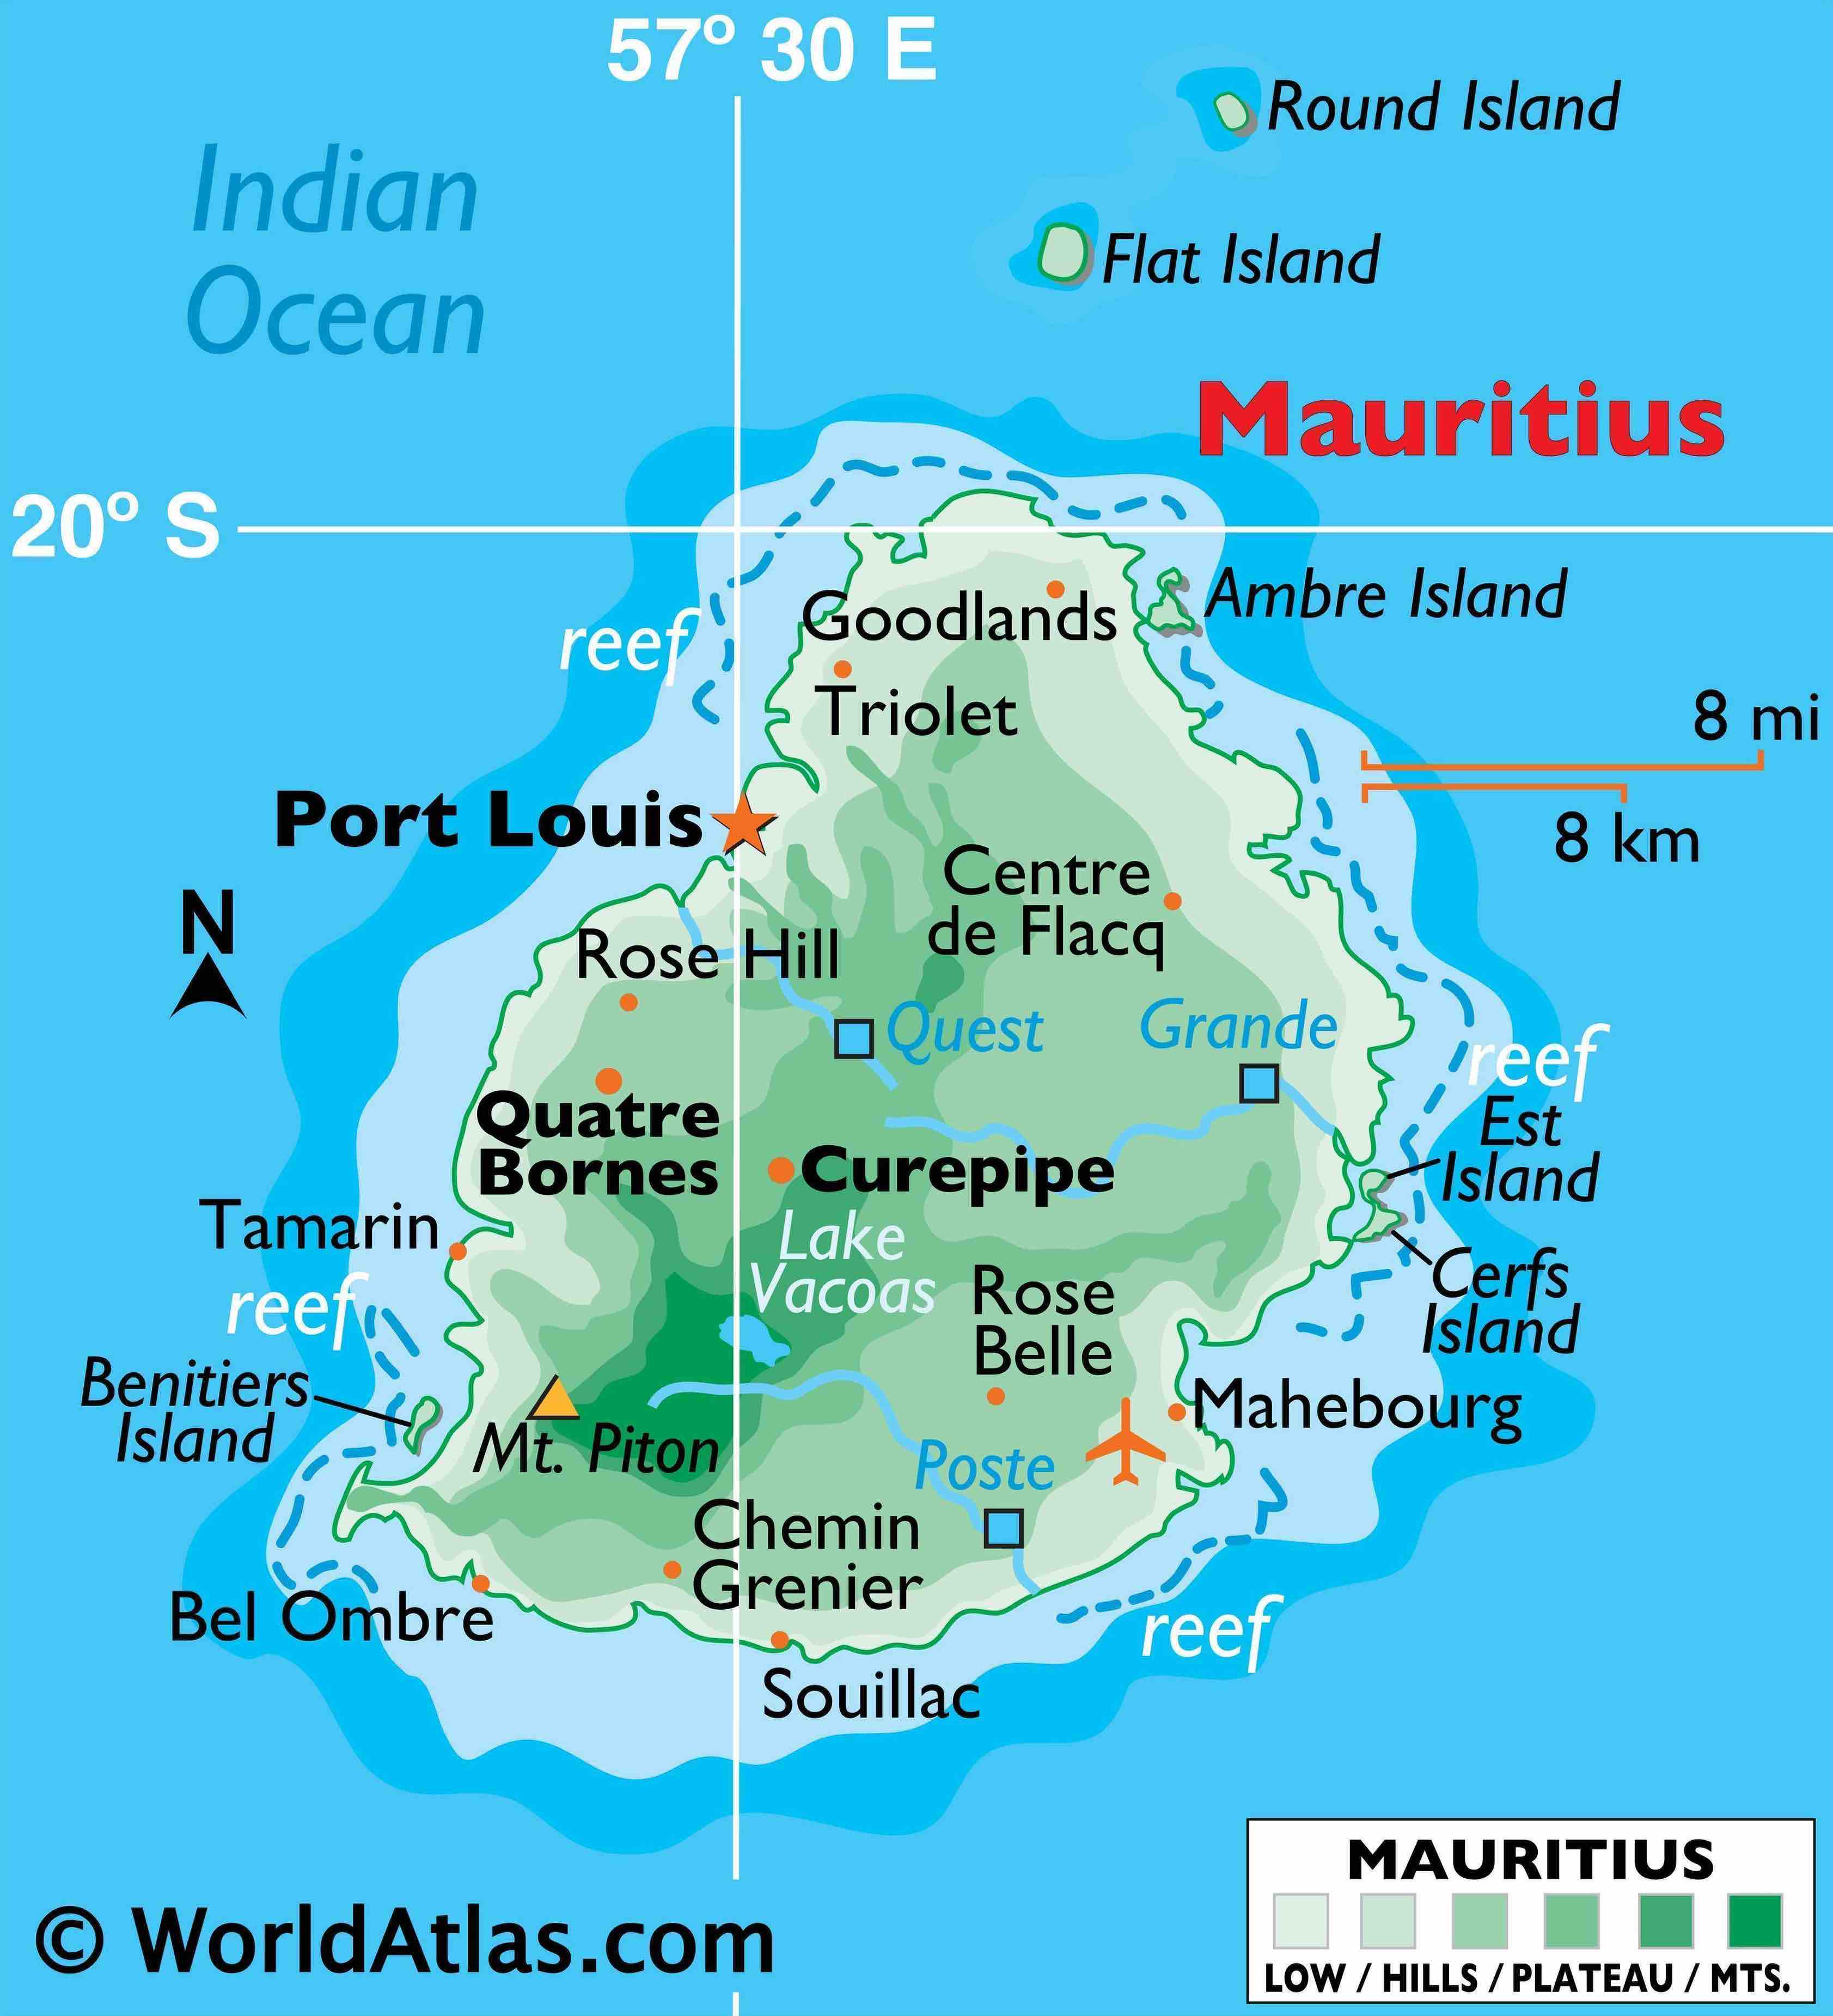 57º 30 E
Round Island
Indian
Ocean
Flat Island
Mauritius
20º S
Goodlands
Ambre Island
reef
Triolet
8 mi
Port Louis
8 km
Centre
de Flacq
N
Rose Hill
Quest
Grande
reef
Quatre
Bornes
Est
Island
Curepipe
Tamarin
Lake
Vacoas
reef
Rose
Belle
Cerfs
Island
Benitiers
Island
Mahebourg
Mt. Piton
Poste
Chemin
Grenier
Bel Ombre
reef
Souillac
MAURITIUS
LOW / HILLS / PLATEAU / MTS.
© WorldAtlas.com